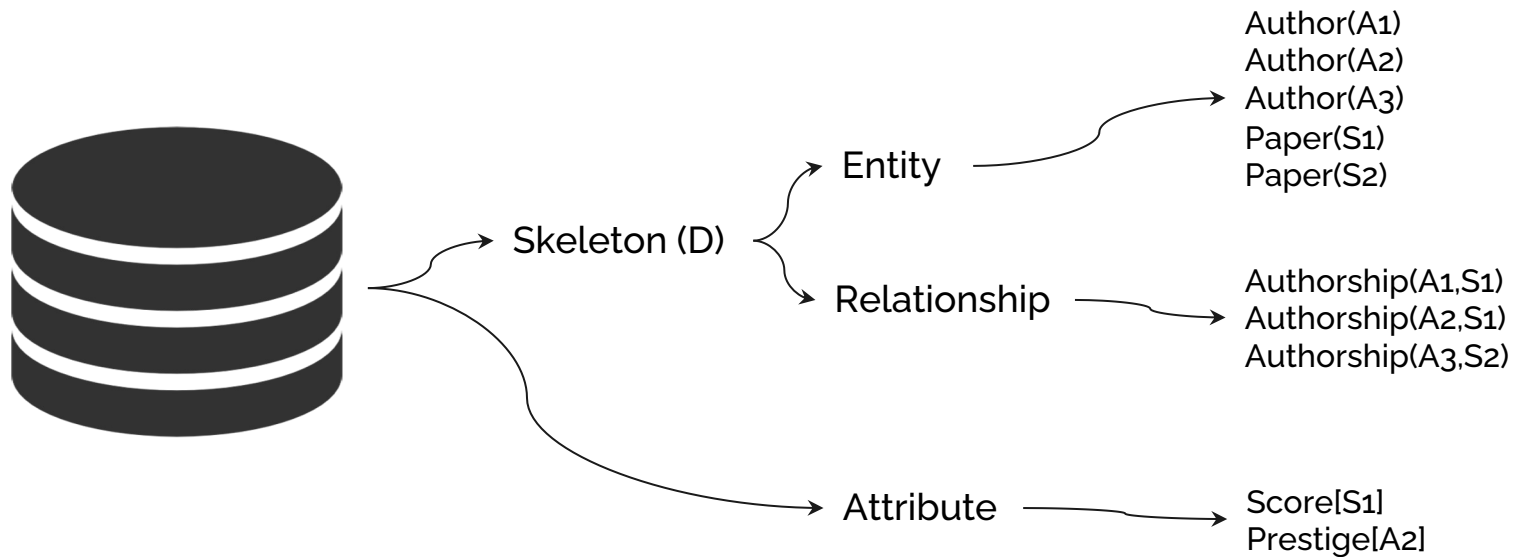 Author(A1)
Author(A2)
Author(A3)
Paper(S1)
Paper(S2)
Entity
Skeleton (D)
Relationship
Authorship(A1,S1)
Authorship(A2,S1)
Authorship(A3,S2)
Attribute
Score[S1]
Prestige[A2]